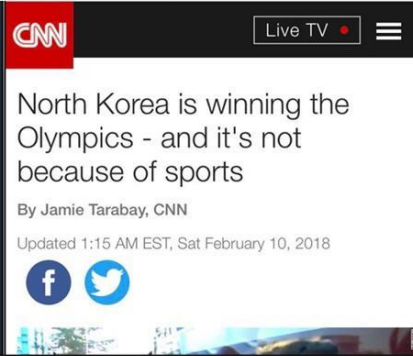 CNN
Live TV
North Korea is winning the
Olympics - and it's not
because of sports
By Jamie Tarabay, CNN
Updated 1:15 AM EST, Sat February 10, 2018
f